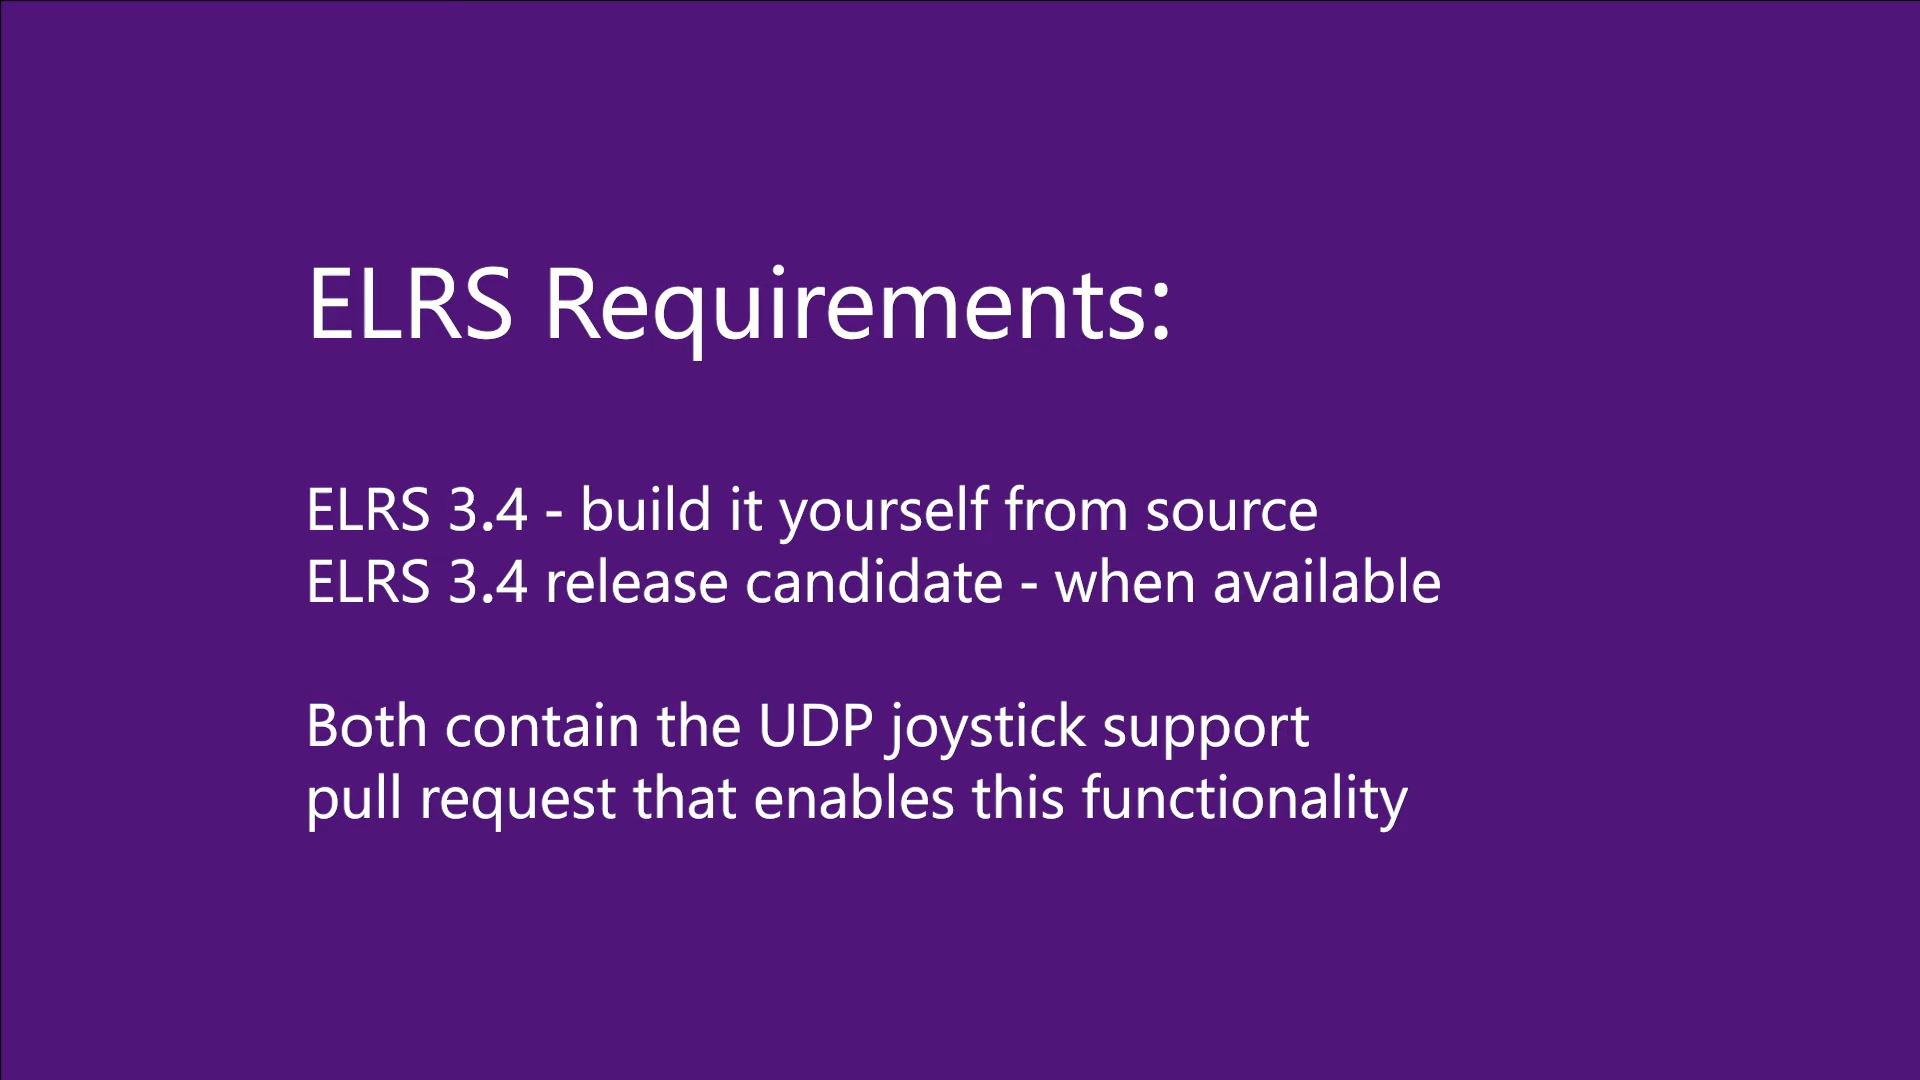 ELRS Requirements:
ELRS 3.4 - build it yourself from source
ELRS 3.4 release candidate - when available
Both contain the UDP joystick support
pull request that enables this functionality